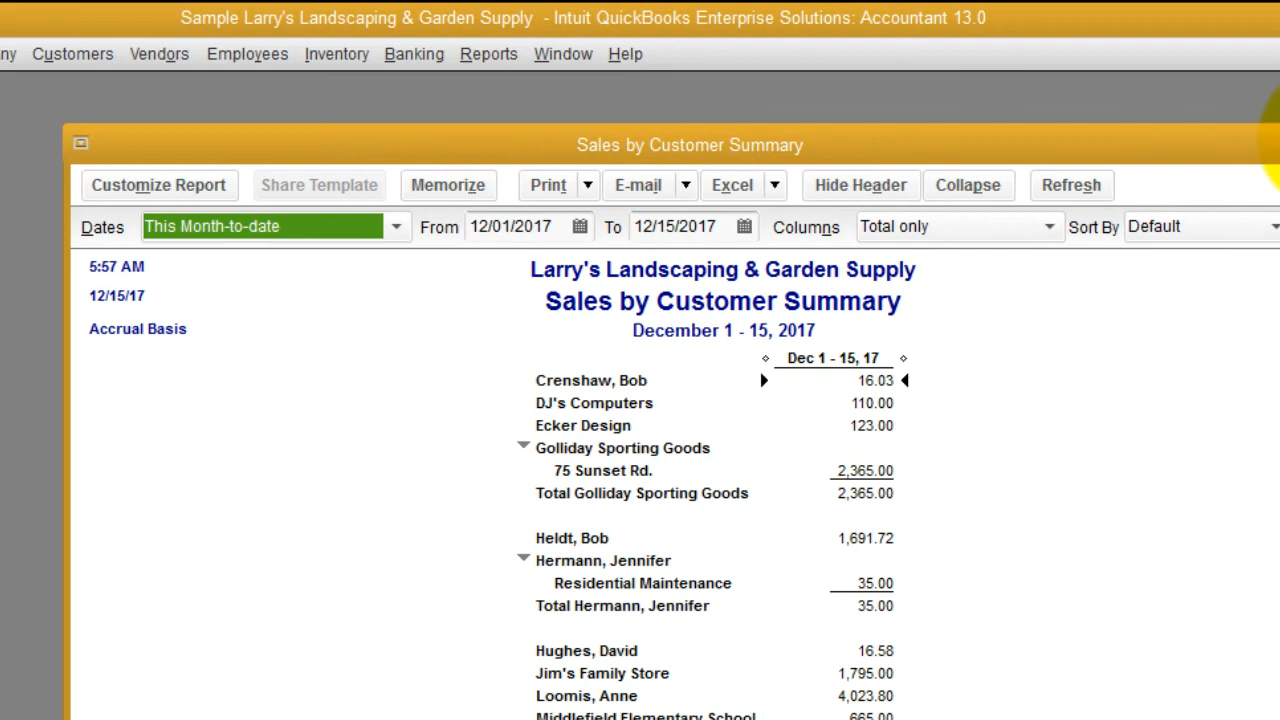 Sample Larry's Landscaping & Garden Supply - Intuit QuickBooks Enterprise Solutions: Accountant 13.0
ny Customers Vendors Employees Inventory Banking Reports Window Help
Sales by Customer Summary
Customize Report Share Template Memorize Print E-mail Excel Hide Header Collapse Refresh
Dates This Month-to-date From 12/01/2017 To 12/15/2017 Columns Total only Sort By Default
5:57 AM
12/15/17
Accrual Basis
Larry's Landscaping & Garden Supply
Sales by Customer Summary
December 1 - 15, 2017
Dec 1 - 15, 17
Crenshaw, Bob 16.03
DJ's Computers 110.00
Ecker Design 123.00
Golliday Sporting Goods
75 Sunset Rd. 2,365.00
Total Golliday Sporting Goods 2,365.00
Heldt, Bob 1,691.72
Hermann, Jennifer
Residential Maintenance 35.00
Total Hermann, Jennifer 35.00
Hughes, David 16.58
Jim's Family Store 1,795.00
Loomis, Anne 4,023.80
Middlefield Elementary School 665.00